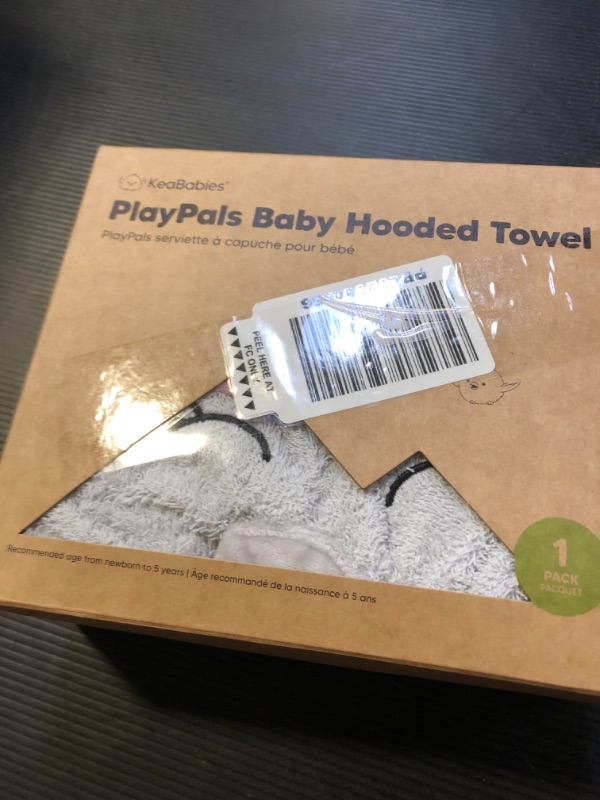 KeaBabies
PlayPals Baby Hooded Towel
PlayPals serviette à capuche pour bébé
PEEL HERE AT
FC ONLY
Recommended age from newborn to 5 years | Âge recommandé de la naissance à 5 ans
1
PACK
PACQUET